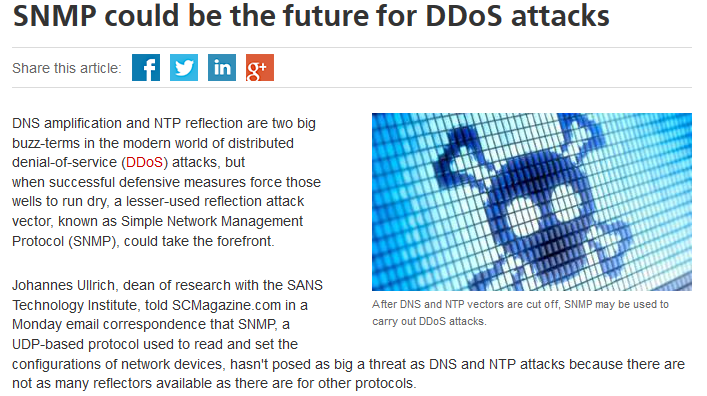 SNMP could be the future for DDoS attacks
Share this article: f in g+
DNS amplification and NTP reflection are two big
buzz-terms in the modern world of distributed
denial-of-service (DDoS) attacks, but
when successful defensive measures force those
wells to run dry, a lesser-used reflection attack
vector, known as Simple Network Management
Protocol (SNMP), could take the forefront.
After DNS and NTP vectors are cut off, SNMP may be used to
carry out DDoS attacks.
Johannes Ullrich, dean of research with the SANS
Technology Institute, told SCMagazine.com in a
Monday email correspondence that SNMP, a
UDP-based protocol used to read and set the
configurations of network devices, hasn't posed as big a threat as DNS and NTP attacks because there are
not as many reflectors available as there are for other protocols.